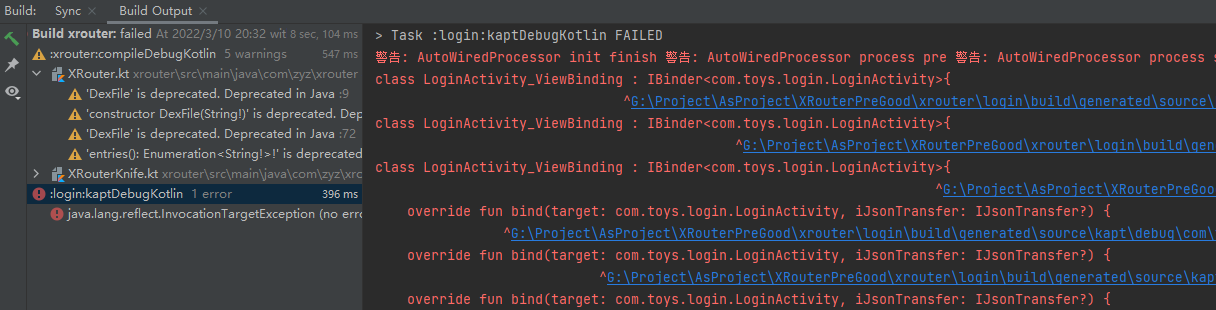 Build: Sync × Build Output ×
Build xrouter: failed At 2022/3/10 20:32 wit 8 sec, 104 ms
:xrouter:compileDebugKotlin 5 warnings 547 ms
XRouter.kt xrouter\src\main\java\com\zyz\xrouter
'DexFile' is deprecated. Deprecated in Java :9
'constructor DexFile(String!)' is deprecated. Dep
'DexFile' is deprecated. Deprecated in Java :72
'entries(): Enumeration<String!>!' is deprecated
XRouterKnife.kt xrouter\src\main\java\com\zyz\xro
:login:kaptDebugKotlin 1 error 396 ms
java.lang.reflect.InvocationTargetException (no erro
> Task :login:kaptDebugKotlin FAILED
警告: AutoWiredProcessor init finish 警告: AutoWiredProcessor process pre 警告: AutoWiredProcessor process s
class LoginActivity_ViewBinding : IBinder<com.toys.login.LoginActivity>{
^G:\Project\AsProject\XRouterPreGood\xrouter\login\build\generated\source\
class LoginActivity_ViewBinding : IBinder<com.toys.login.LoginActivity>{
^G:\Project\AsProject\XRouterPreGood\xrouter\login\build\gene
class LoginActivity_ViewBinding : IBinder<com.toys.login.LoginActivity>{
^G:\Project\AsProject\XRouterPreGoo
override fun bind(target: com.toys.login.LoginActivity, iJsonTransfer: IJsonTransfer?) {
^G:\Project\AsProject\XRouterPreGood\xrouter\login\build\generated\source\kapt\debug\com\
override fun bind(target: com.toys.login.LoginActivity, iJsonTransfer: IJsonTransfer?) {
^G:\Project\AsProject\XRouterPreGood\xrouter\login\build\generated\source\kap
override fun bind(target: com.toys.login.LoginActivity, iJsonTransfer: IJsonTransfer?) {